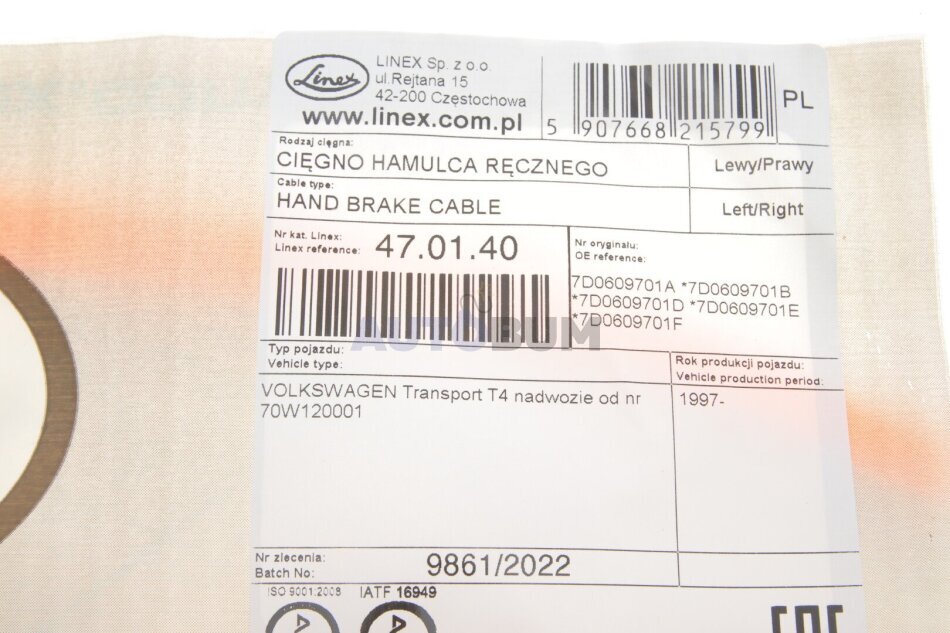 Linex
LINEX Sp. z o.o.
ul.Rejtana 15
42-200 Częstochowa
www.linex.com.pl
5 907668 215799
PL
Rodzaj cięgna:
CIĘGNO HAMULCA RĘCZNEGO
Lewy/Prawy
Cable type:
HAND BRAKE CABLE
Left/Right
Nr kat. Linex:
Linex reference:
47.01.40
Nr oryginału:
OE reference:
7D0609701A *7D0609701B
*7D0609701D *7D0609701E
*7D0609701F
AUTOBUM
Typ pojazdu:
Vehicle type:
Rok produkcji pojazdu:
Vehicle production period:
VOLKSWAGEN Transport T4 nadwozie od nr
70W120001
1997-
Nr zlecenia:
Batch No:
9861/2022
ISO 9001:2008
IATF 16949